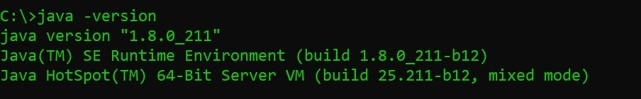 C:\>java -version
java version "1.8.0_211"
Java(TM) SE Runtime Environment (build 1.8.0_211-b12)
Java HotSpot(TM) 64-Bit Server VM (build 25.211-b12, mixed mode)